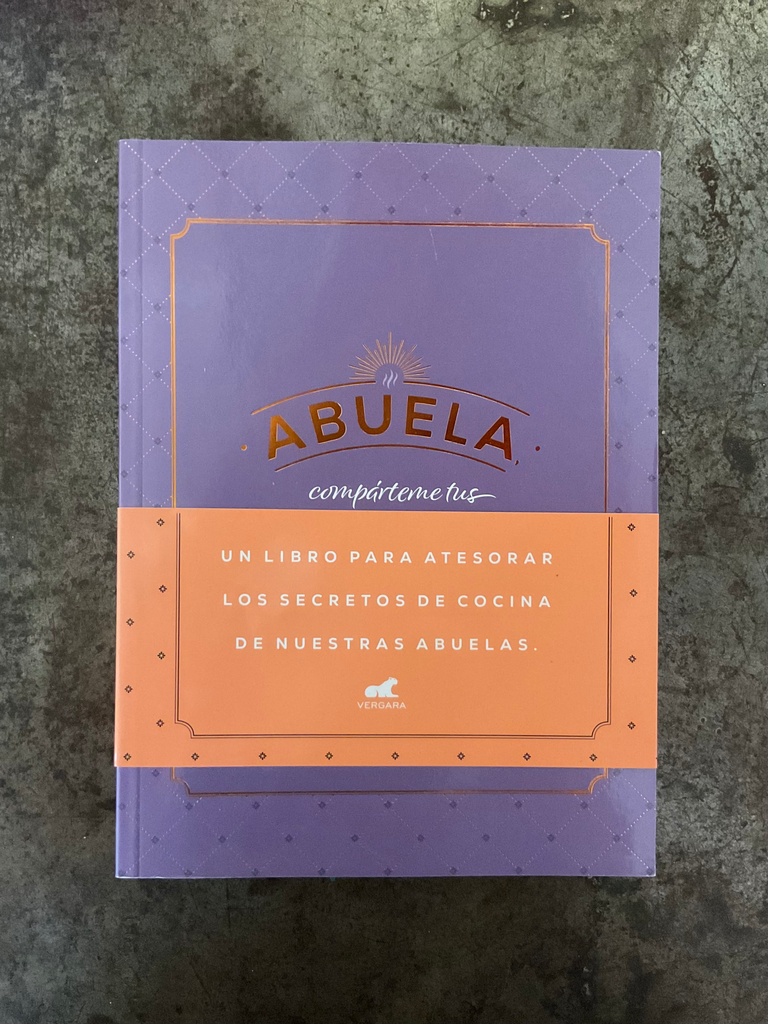 ABUELA,
compárteme tus
UN LIBRO PARA ATESORAR
LOS SECRETOS DE COCINA
DE NUESTRAS ABUELAS.
VERGARA